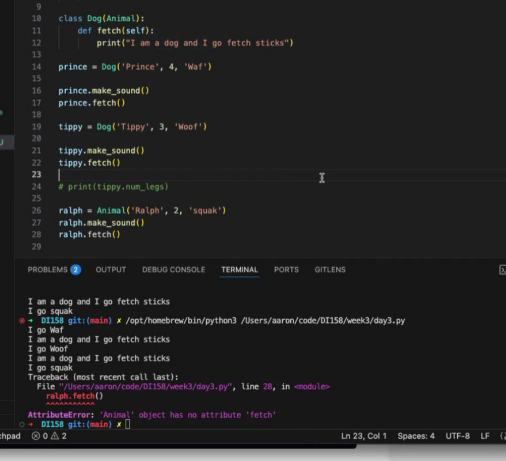 9
10 class Dog(Animal):
11 def fetch(self):
12 print("I am a dog and I go fetch sticks")
13
14 prince = Dog('Prince', 4, 'Waf')
15
16 prince.make_sound()
17 prince.fetch()
18
19 tippy = Dog('Tippy', 3, 'Woof')
20
21 tippy.make_sound()
22 tippy.fetch()
23
24 # print(tippy.num_legs)
25
26 ralph = Animal('Ralph', 2, 'squak')
27 ralph.make_sound()
28 ralph.fetch()
29
U
PROBLEMS 2 OUTPUT DEBUG CONSOLE TERMINAL PORTS GITLENS
I am a dog and I go fetch sticks
I go squak
➜ DI158 git:(main) ✗ /opt/homebrew/bin/python3 /Users/aaron/code/DI158/week3/day3.py
I go Waf
I am a dog and I go fetch sticks
I go Woof
I am a dog and I go fetch sticks
I go squak
Traceback (most recent call last):
File "/Users/aaron/code/DI158/week3/day3.py", line 28, in <module>
ralph.fetch()
^^^^^^^^^^^
AttributeError: 'Animal' object has no attribute 'fetch'
➜ DI158 git:(main) ✗
chpad 0 2 Ln 23, Col 1 Spaces: 4 UTF-8 LF